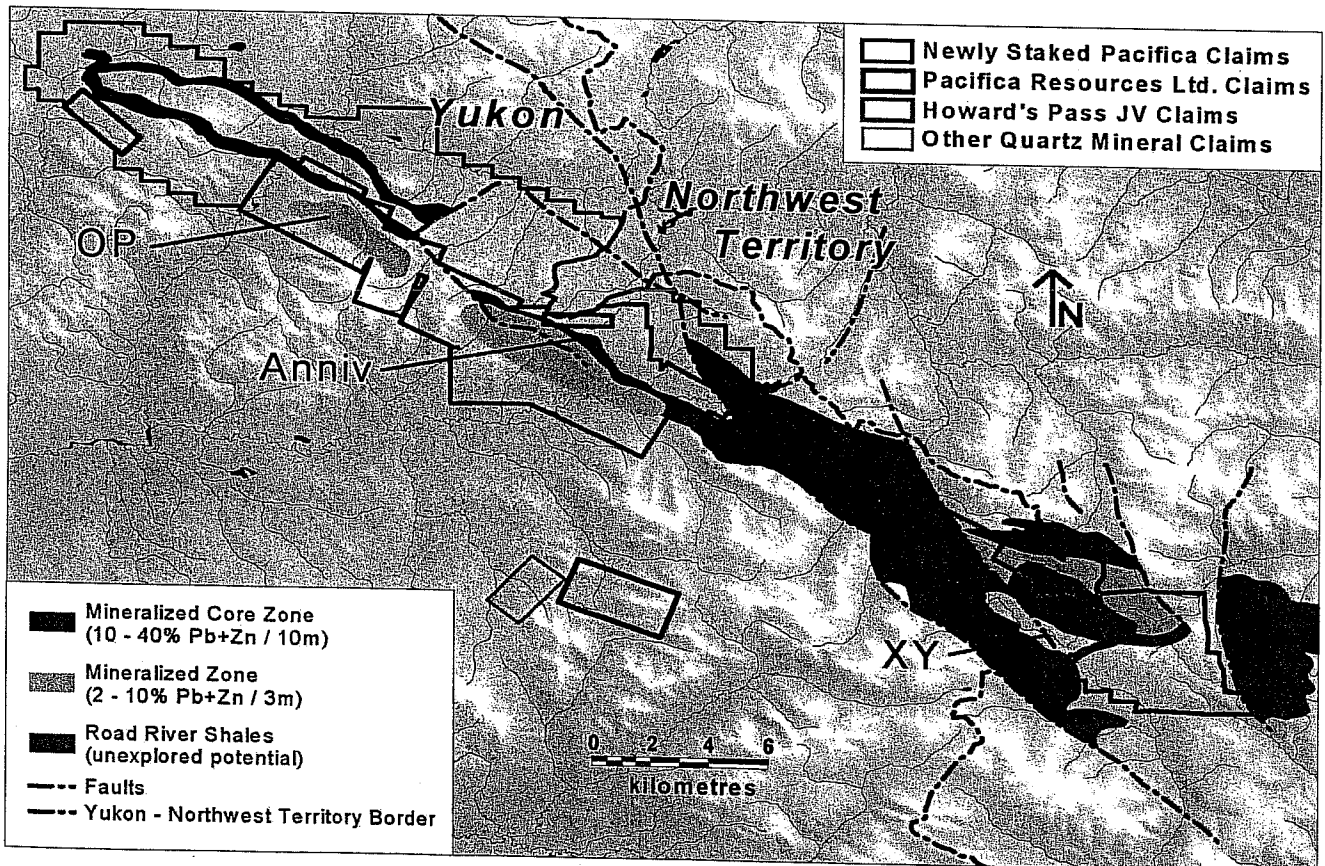 Newly Staked Pacifica Claims
Pacifica Resources Ltd. Claims
Howard's Pass JV Claims
Other Quartz Mineral Claims
Yukon
Northwest
Territory
OP
N
Anniv
XY
Mineralized Core Zone
(10 - 40% Pb+Zn / 10m)
Mineralized Zone
(2 - 10% Pb+Zn / 3m)
Road River Shales
(unexplored potential)
Faults
Yukon - Northwest Territory Border
0 2 4 6
kilometres